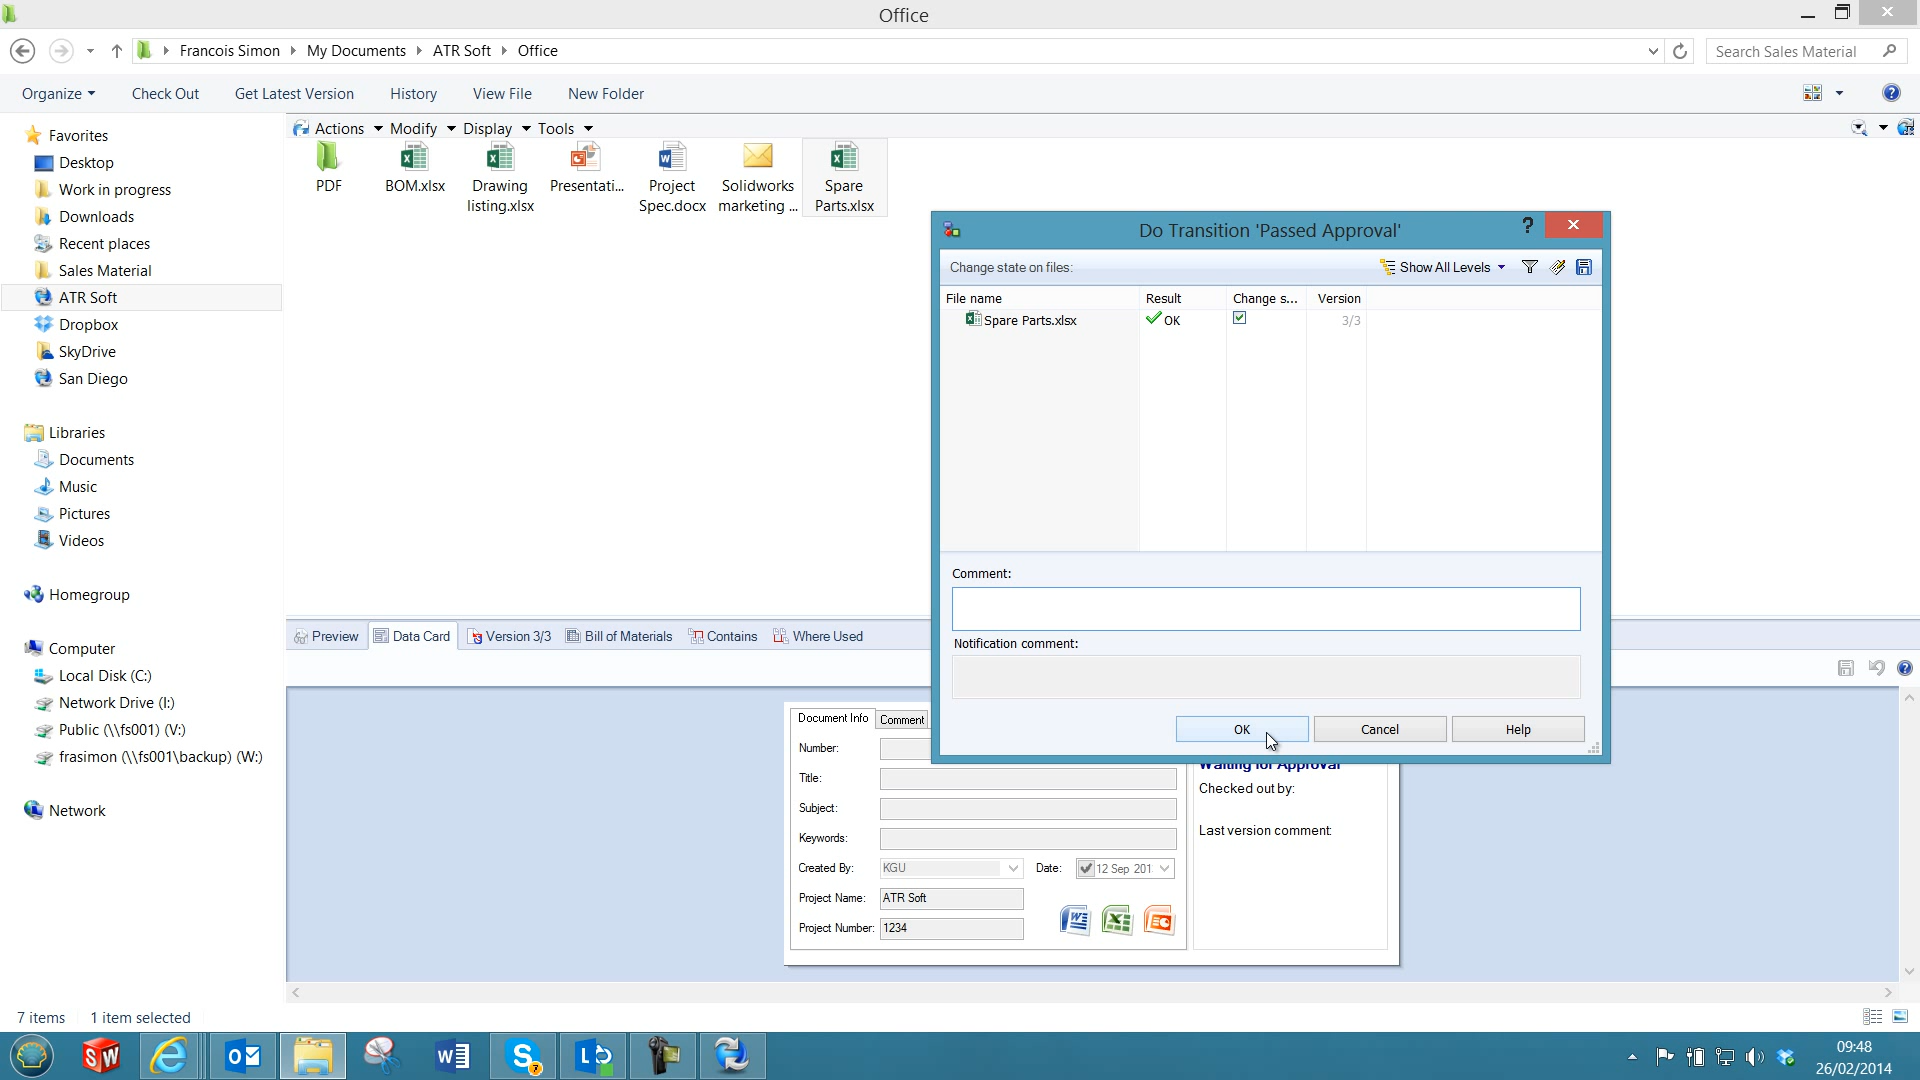 Office
Francois Simon
My Documents
ATR Soft
Office
Search Sales Material
Organize
Check Out
Get Latest Version
History
View File
New Folder
Actions
Modify
Display
Tools
Favorites
Desktop
Work in progress
Downloads
Recent places
Sales Material
ATR Soft
Dropbox
SkyDrive
San Diego
Libraries
Documents
Music
Pictures
Videos
Homegroup
Computer
Local Disk (C:)
Network Drive (I:)
Public (\\fs001) (V:)
frasimon (\\fs001\backup) (W:)
Network
PDF
BOM.xlsx
Drawing
listing.xlsx
Presentati...
Project
Spec.docx
Solidworks
marketing ...
Spare
Parts.xlsx
Do Transition 'Passed Approval'
Change state on files:
Show All Levels
File name
Result
Change s...
Version
Spare Parts.xlsx
OK
3/3
Comment:
Notification comment:
OK
Cancel
Help
Preview
Data Card
Version 3/3
Bill of Materials
Contains
Where Used
Document Info
Comment
Number:
Title:
Subject:
Keywords:
Created By:
KGU
Date:
12 Sep 201
Project Name:
ATR Soft
Project Number:
1234
Waiting for Approval
Checked out by:
Last version comment:
7 items
1 item selected
09:48
26/02/2014